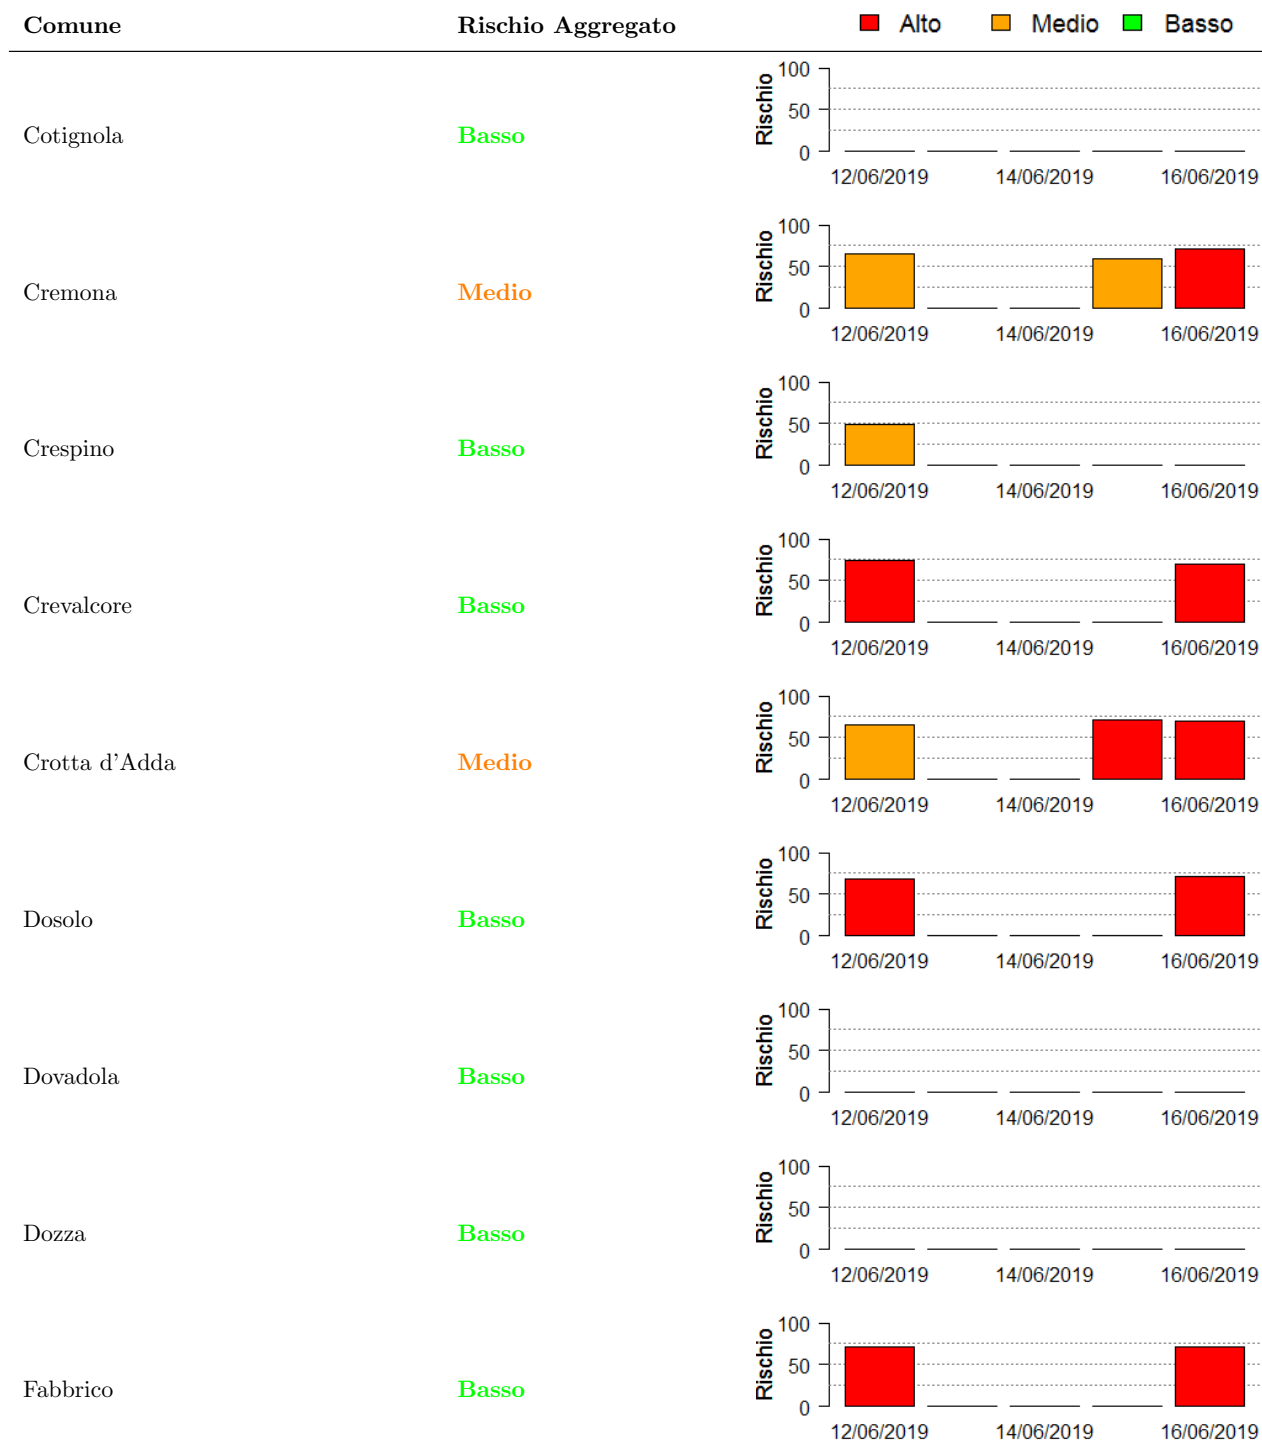 Comune Rischio Aggregato Alto Medio Basso
Cotignola Basso Rischio 100 50 0
12/06/2019 14/06/2019 16/06/2019
Cremona Medio Rischio 100 50 0
12/06/2019 14/06/2019 16/06/2019
Crespino Basso Rischio 100 50 0
12/06/2019 14/06/2019 16/06/2019
Crevalcore Basso Rischio 100 50 0
12/06/2019 14/06/2019 16/06/2019
Crotta d'Adda Medio Rischio 100 50 0
12/06/2019 14/06/2019 16/06/2019
Dosolo Basso Rischio 100 50 0
12/06/2019 14/06/2019 16/06/2019
Dovadola Basso Rischio 100 50 0
12/06/2019 14/06/2019 16/06/2019
Dozza Basso Rischio 100 50 0
12/06/2019 14/06/2019 16/06/2019
Fabbrico Basso Rischio 100 50 0
12/06/2019 14/06/2019 16/06/2019